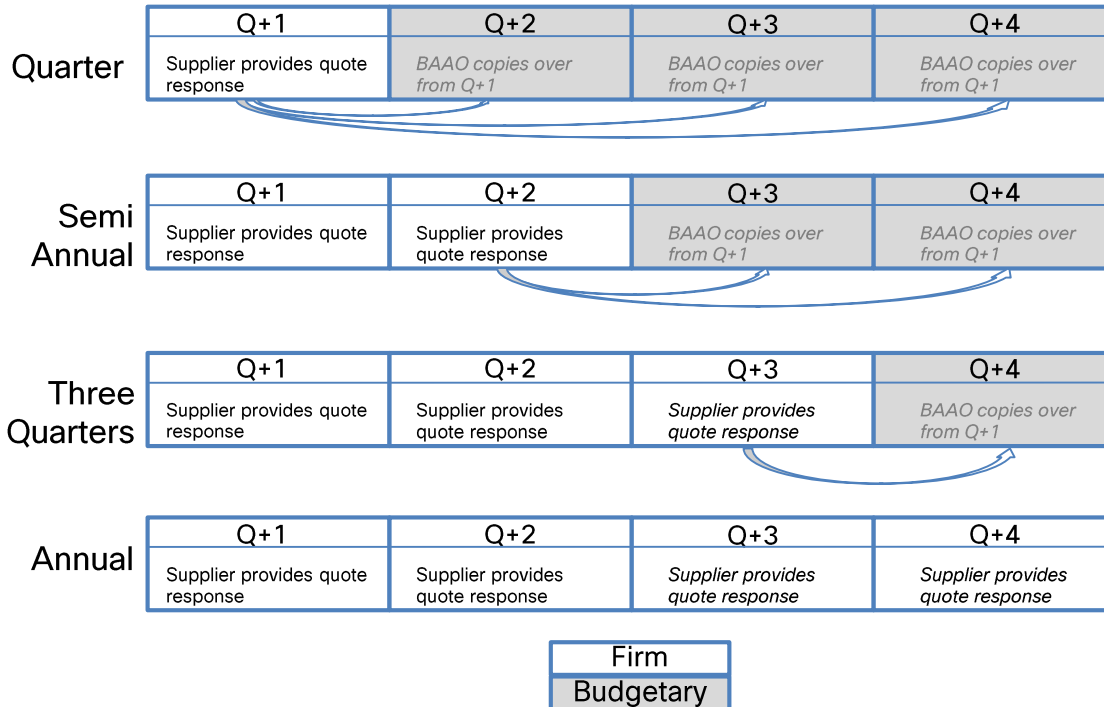 Quarter
Q+1
Supplier provides quote
response
Q+2
BAAO copies over
from Q+1
Q+3
BAAO copies over
from Q+1
Q+4
BAAO copies over
from Q+1
Semi
Annual
Q+1
Supplier provides quote
response
Q+2
Supplier provides
quote response
Q+3
BAAO copies over
from Q+1
Q+4
BAAO copies over
from Q+1
Three
Quarters
Q+1
Supplier provides quote
response
Q+2
Supplier provides
quote response
Q+3
Supplier provides
quote response
Q+4
BAAO copies over
from Q+1
Annual
Q+1
Supplier provides quote
response
Q+2
Supplier provides
quote response
Q+3
Supplier provides
quote response
Q+4
Supplier provides
quote response
Firm
Budgetary